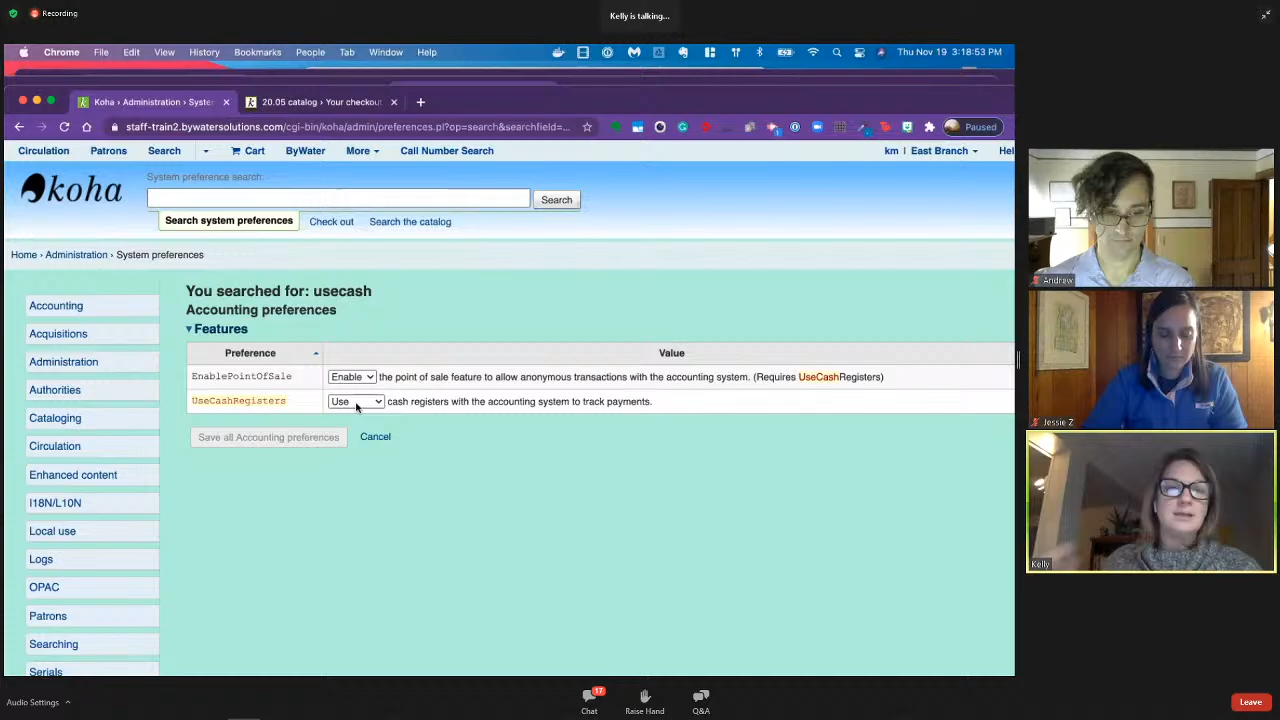 Recording
Kelly is talking...
Chrome File Edit View History Bookmarks People Tab Window Help Thu Nov 19 3:18:53 PM
Koha › Administration › Syste 20.05 catalog › Your checkout
staff-train2.bywatersolutions.com/cgi-bin/koha/admin/preferences.pl?op=search&searchfield=... Paused
Circulation Patrons Search Cart ByWater More Call Number Search km | East Branch Hel
koha
System preference search:
Search
Search system preferences Check out Search the catalog
Home › Administration › System preferences
You searched for: usecash
Accounting preferences
Features
Preference Value
EnablePointOfSale Enable the point of sale feature to allow anonymous transactions with the accounting system. (Requires UseCashRegisters)
UseCashRegisters Use cash registers with the accounting system to track payments.
Save all Accounting preferences Cancel
Accounting
Acquisitions
Administration
Authorities
Cataloging
Circulation
Enhanced content
I18N/L10N
Local use
Logs
OPAC
Patrons
Searching
Serials
Andrew
Jessie Z
Kelly
Audio Settings
17
Chat Raise Hand Q&A
Leave